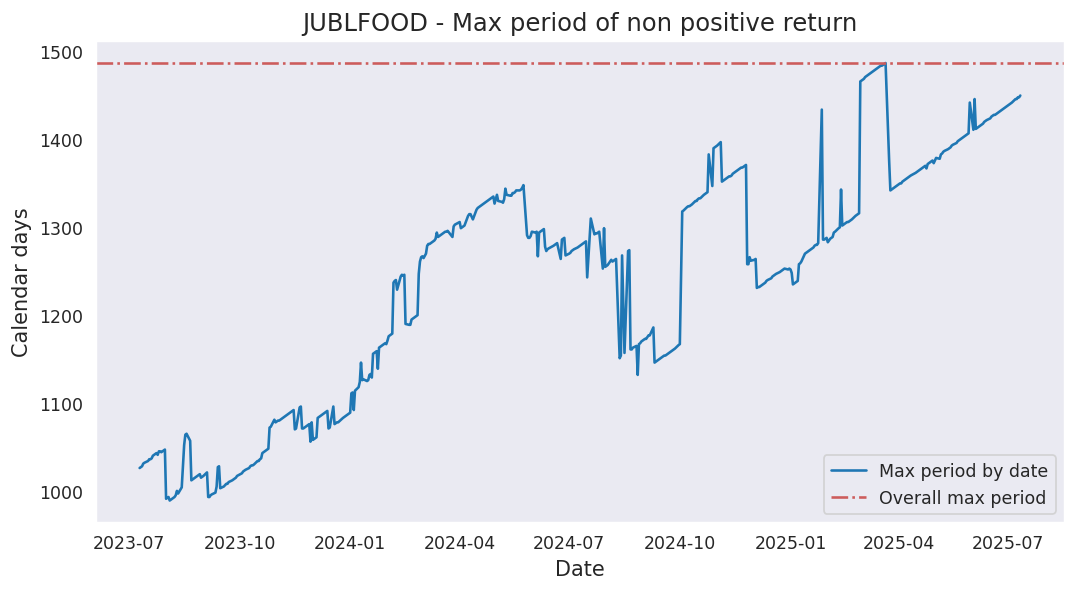 JUBLFOOD - Max period of non positive return
1500
1400
1300
1200
1100
1000
Calendar days
2023-07 2023-10 2024-01 2024-04 2024-07 2024-10 2025-01 2025-04 2025-07
Date
Max period by date
Overall max period